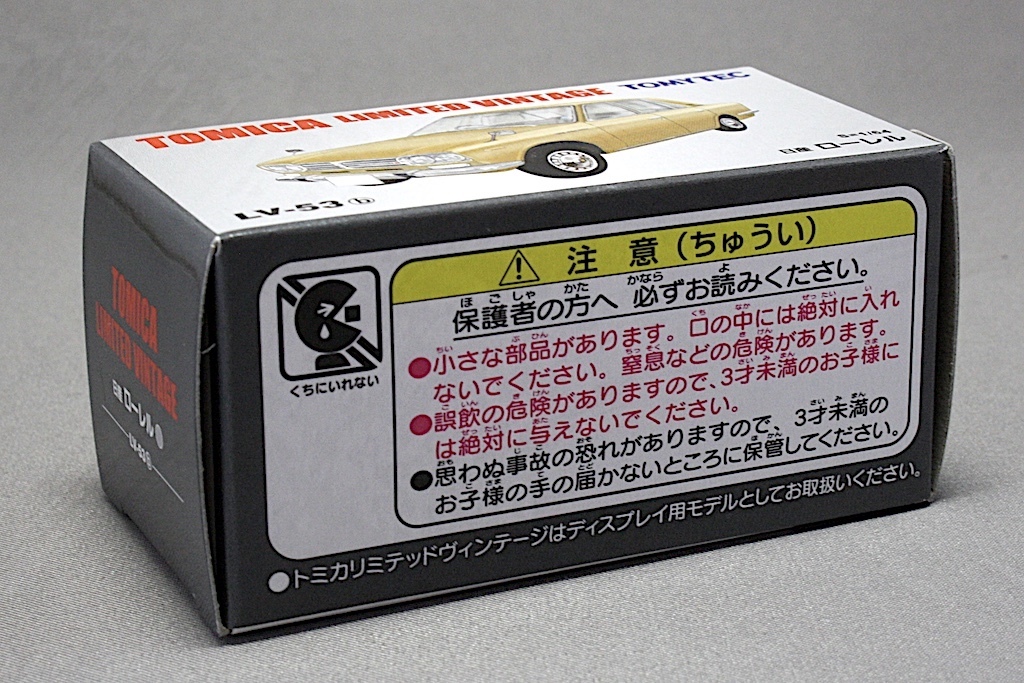 TOMICA LIMITED VINTAGE TOMYTEC
S=1/64
日産 ローレル
LV-53 b
TOMICA
LIMITED VINTAGE
日産 ローレル b
LV-53 b
くちにいれない
注意(ちゅうい)
保護者の方へ 必ずお読みください。
●小さな部品があります。口の中には絶対に入れ
ないでください。窒息などの危険があります。
●誤飲の危険がありますので、3才未満のお子様に
は絶対に与えないでください。
●思わぬ事故の恐れがありますので、3才未満の
お子様の手の届かないところに保管してください。
●トミカリミテッドヴィンテージはディスプレイ用モデルとしてお取扱いください。